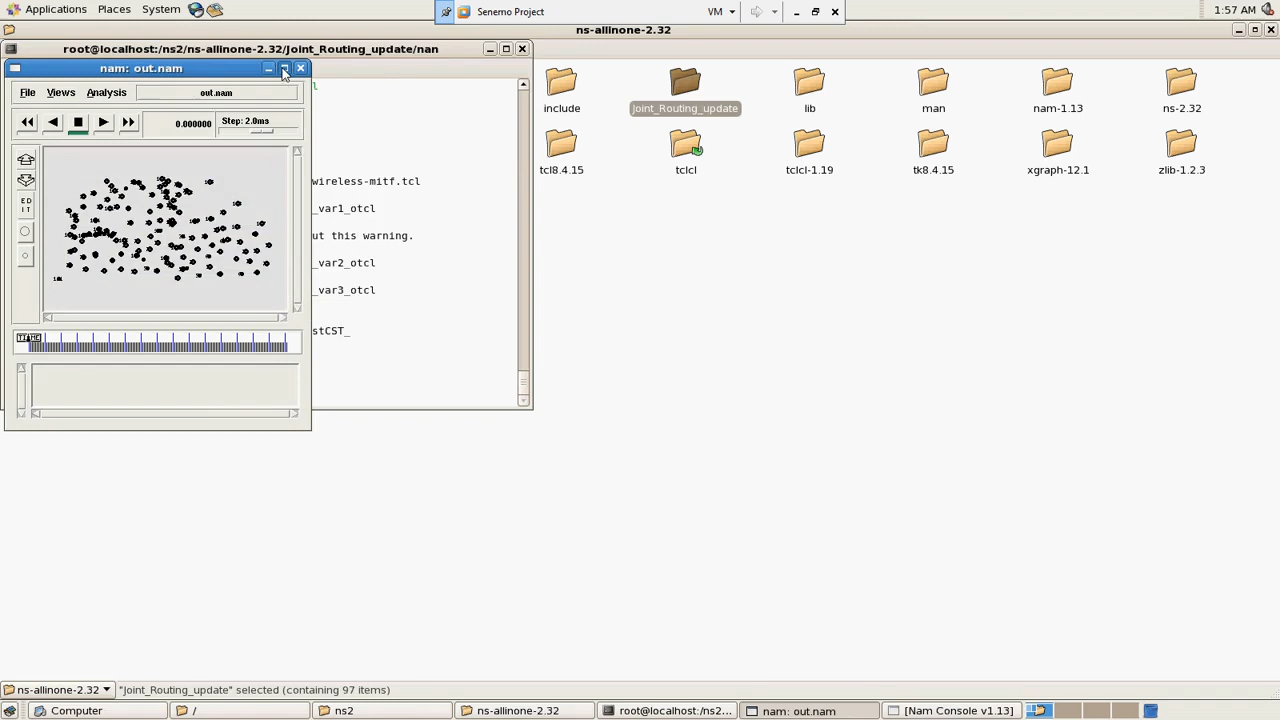 Applications Places System
Senemo Project
VM
1:57 AM
ns-allinone-2.32
root@localhost:/ns2/ns-allinone-2.32/Joint_Routing_update/nan
nam: out.nam
File Views Analysis out.nam
0.000000 Step: 2.0ms
E D
I T
TIME
l
wireless-mitf.tcl
_var1_otcl
ut this warning.
_var2_otcl
_var3_otcl
stCST_
include
Joint_Routing_update
lib
man
nam-1.13
ns-2.32
tcl8.4.15
tclcl
tclcl-1.19
tk8.4.15
xgraph-12.1
zlib-1.2.3
ns-allinone-2.32 "Joint_Routing_update" selected (containing 97 items)
Computer / ns2 ns-allinone-2.32 root@localhost:/ns2... nam: out.nam [Nam Console v1.13]